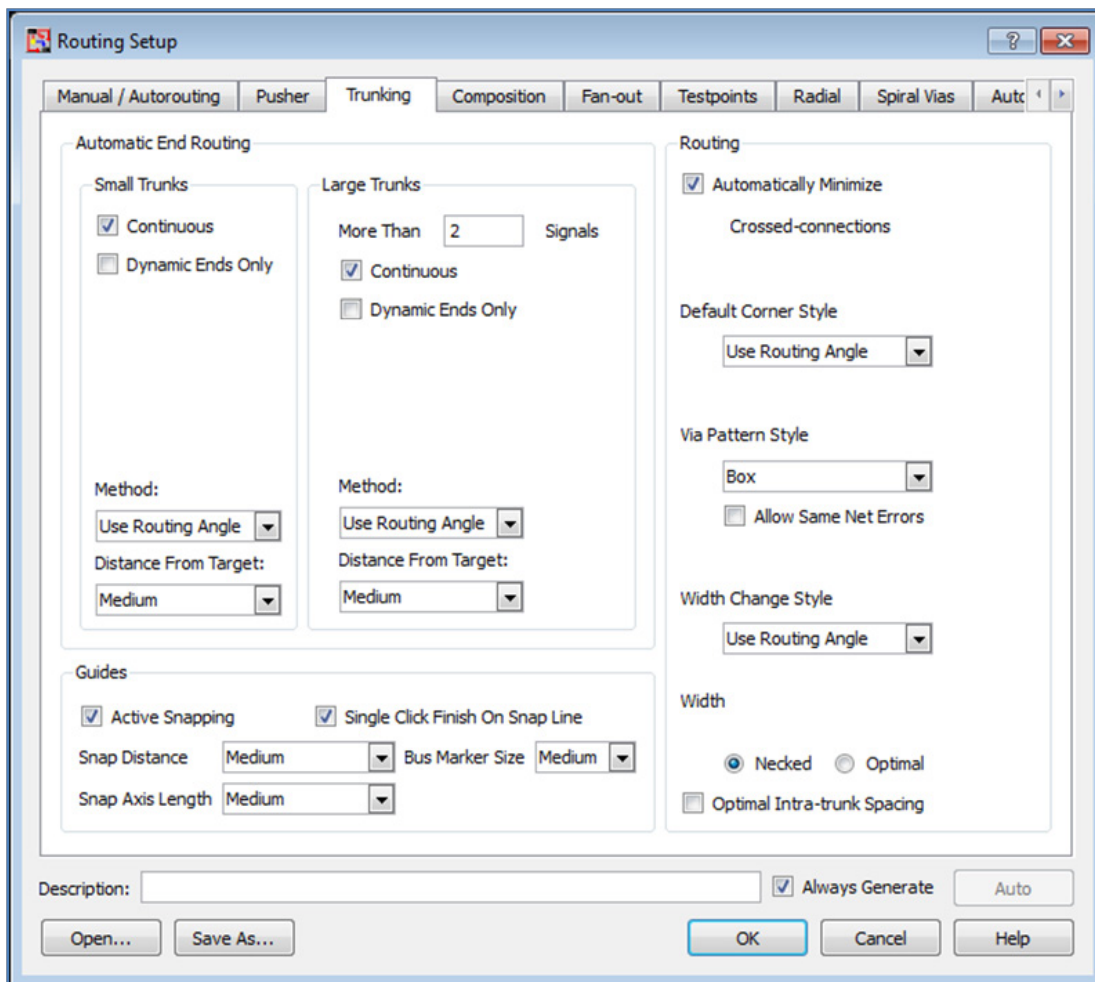 Routing Setup
Manual / Autorouting Pusher Trunking Composition Fan-out Testpoints Radial Spiral Vias Auto
Automatic End Routing
Small Trunks
Continuous
Dynamic Ends Only
Method:
Use Routing Angle
Distance From Target:
Medium
Large Trunks
More Than 2 Signals
Continuous
Dynamic Ends Only
Method:
Use Routing Angle
Distance From Target:
Medium
Guides
Active Snapping Single Click Finish On Snap Line
Snap Distance Medium Bus Marker Size Medium
Snap Axis Length Medium
Routing
Automatically Minimize
Crossed-connections
Default Corner Style
Use Routing Angle
Via Pattern Style
Box
Allow Same Net Errors
Width Change Style
Use Routing Angle
Width
Necked Optimal
Optimal Intra-trunk Spacing
Description: Always Generate Auto
Open... Save As... OK Cancel Help